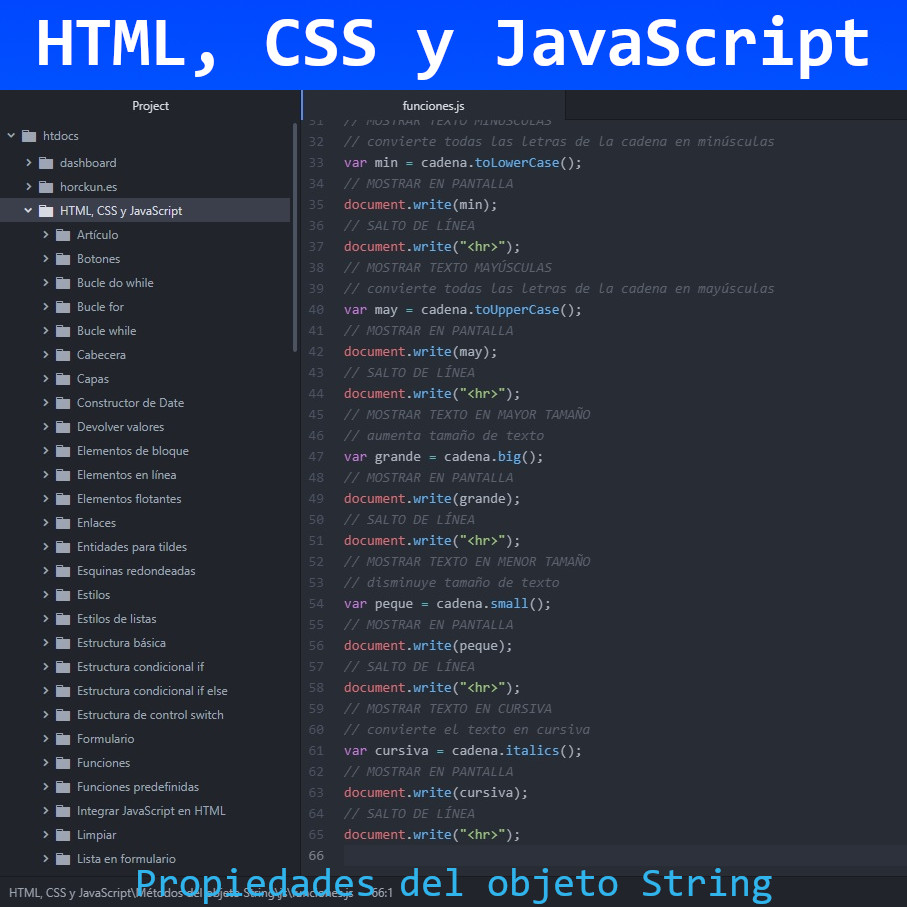 HTML, CSS y JavaScript
Project
htdocs
dashboard
horckun.es
HTML, CSS y JavaScript
Artículo
Botones
Bucle do while
Bucle for
Bucle while
Cabecera
Capas
Constructor de Date
Devolver valores
Elementos de bloque
Elementos en línea
Elementos flotantes
Enlaces
Entidades para tildes
Esquinas redondeadas
Estilos
Estilos de listas
Estructura básica
Estructura condicional if
Estructura condicional if else
Estructura de control switch
Formulario
Funciones
Funciones predefinidas
Integrar JavaScript en HTML
Limpiar
Lista en formulario
funciones.js
31 // MOSTRAR TEXTO MINÚSCULAS
32 // convierte todas las letras de la cadena en minúsculas
33 var min = cadena.toLowerCase();
34 // MOSTRAR EN PANTALLA
35 document.write(min);
36 // SALTO DE LÍNEA
37 document.write("<hr>");
38 // MOSTRAR TEXTO MAYÚSCULAS
39 // convierte todas las letras de la cadena en mayúsculas
40 var may = cadena.toUpperCase();
41 // MOSTRAR EN PANTALLA
42 document.write(may);
43 // SALTO DE LÍNEA
44 document.write("<hr>");
45 // MOSTRAR TEXTO EN MAYOR TAMAÑO
46 // aumenta tamaño de texto
47 var grande = cadena.big();
48 // MOSTRAR EN PANTALLA
49 document.write(grande);
50 // SALTO DE LÍNEA
51 document.write("<hr>");
52 // MOSTRAR TEXTO EN MENOR TAMAÑO
53 // disminuye tamaño de texto
54 var peque = cadena.small();
55 // MOSTRAR EN PANTALLA
56 document.write(peque);
57 // SALTO DE LÍNEA
58 document.write("<hr>");
59 // MOSTRAR TEXTO EN CURSIVA
60 // convierte el texto en cursiva
61 var cursiva = cadena.italics();
62 // MOSTRAR EN PANTALLA
63 document.write(cursiva);
64 // SALTO DE LÍNEA
65 document.write("<hr>");
66
HTML, CSS y JavaScript\Métodos del objeto String\js\funciones.js 66:1
Propiedades del objeto String